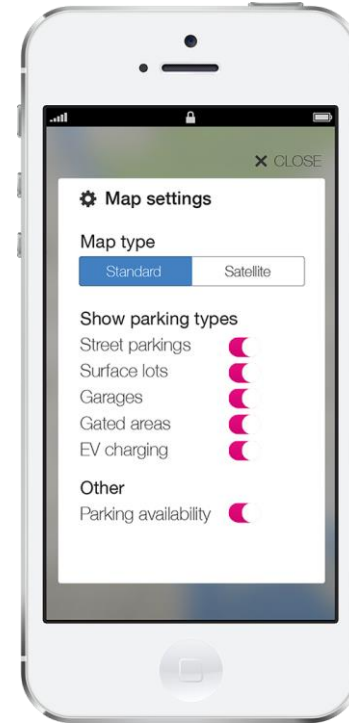 ✕ CLOSE
Map settings
Map type
Standard Satellite
Show parking types
Street parkings
Surface lots
Garages
Gated areas
EV charging
Other
Parking availability